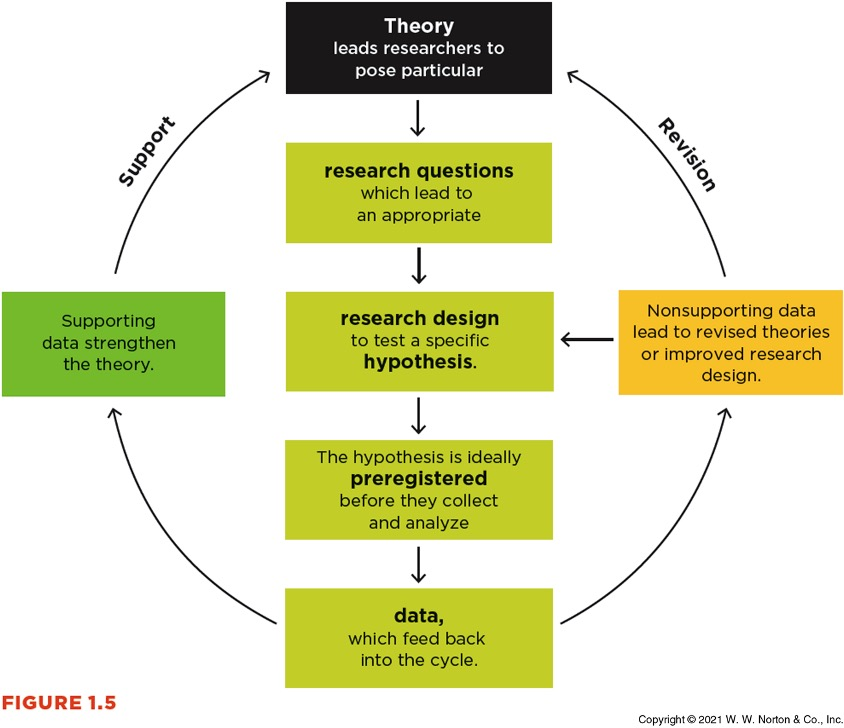 Theory
leads researchers to
pose particular
Support
Revision
research questions
which lead to
an appropriate
Supporting
data strengthen
the theory.
research design
to test a specific
hypothesis.
Nonsupporting data
lead to revised theories
or improved research
design.
The hypothesis is ideally
preregistered
before they collect
and analyze
data,
which feed back
into the cycle.
FIGURE 1.5
Copyright © 2021 W. W. Norton & Co., Inc.